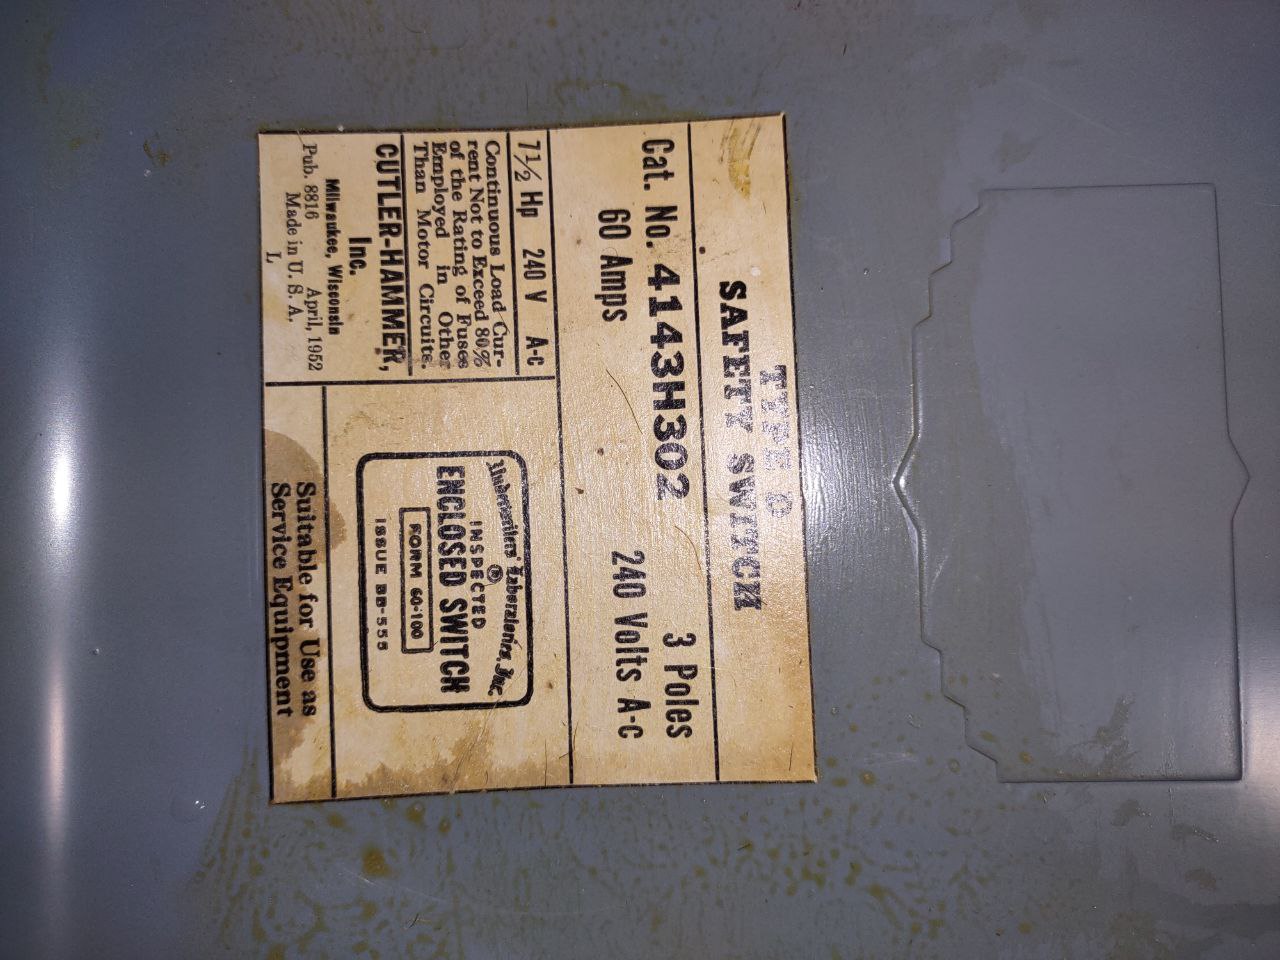 TYPE C
SAFETY SWITCH
Cat. No. 4143H302 3 Poles
60 Amps 240 Volts A-c
7½ Hp 240 V A-c
Continuous Load Cur-
rent Not to Exceed 80%
of the Rating of Fuses
Employed in Other
Than Motor Circuits.
CUTLER-HAMMER,
Inc.
Milwaukee, Wisconsin
Pub. 8816 April, 1952
Made in U. S. A.
L
Underwriters' Laboratories, Inc.
®
INSPECTED
ENCLOSED SWITCH
FORM 60-100
ISSUE BB-555
Suitable for Use as
Service Equipment